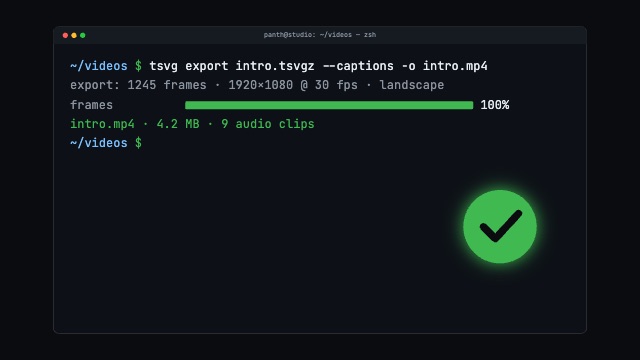 panth@studio: ~/videos — zsh
~/videos $ tsvg export intro.tsvgz --captions -o intro.mp4
export: 1245 frames · 1920×1080 @ 30 fps · landscape
frames 100%
intro.mp4 · 4.2 MB · 9 audio clips
~/videos $